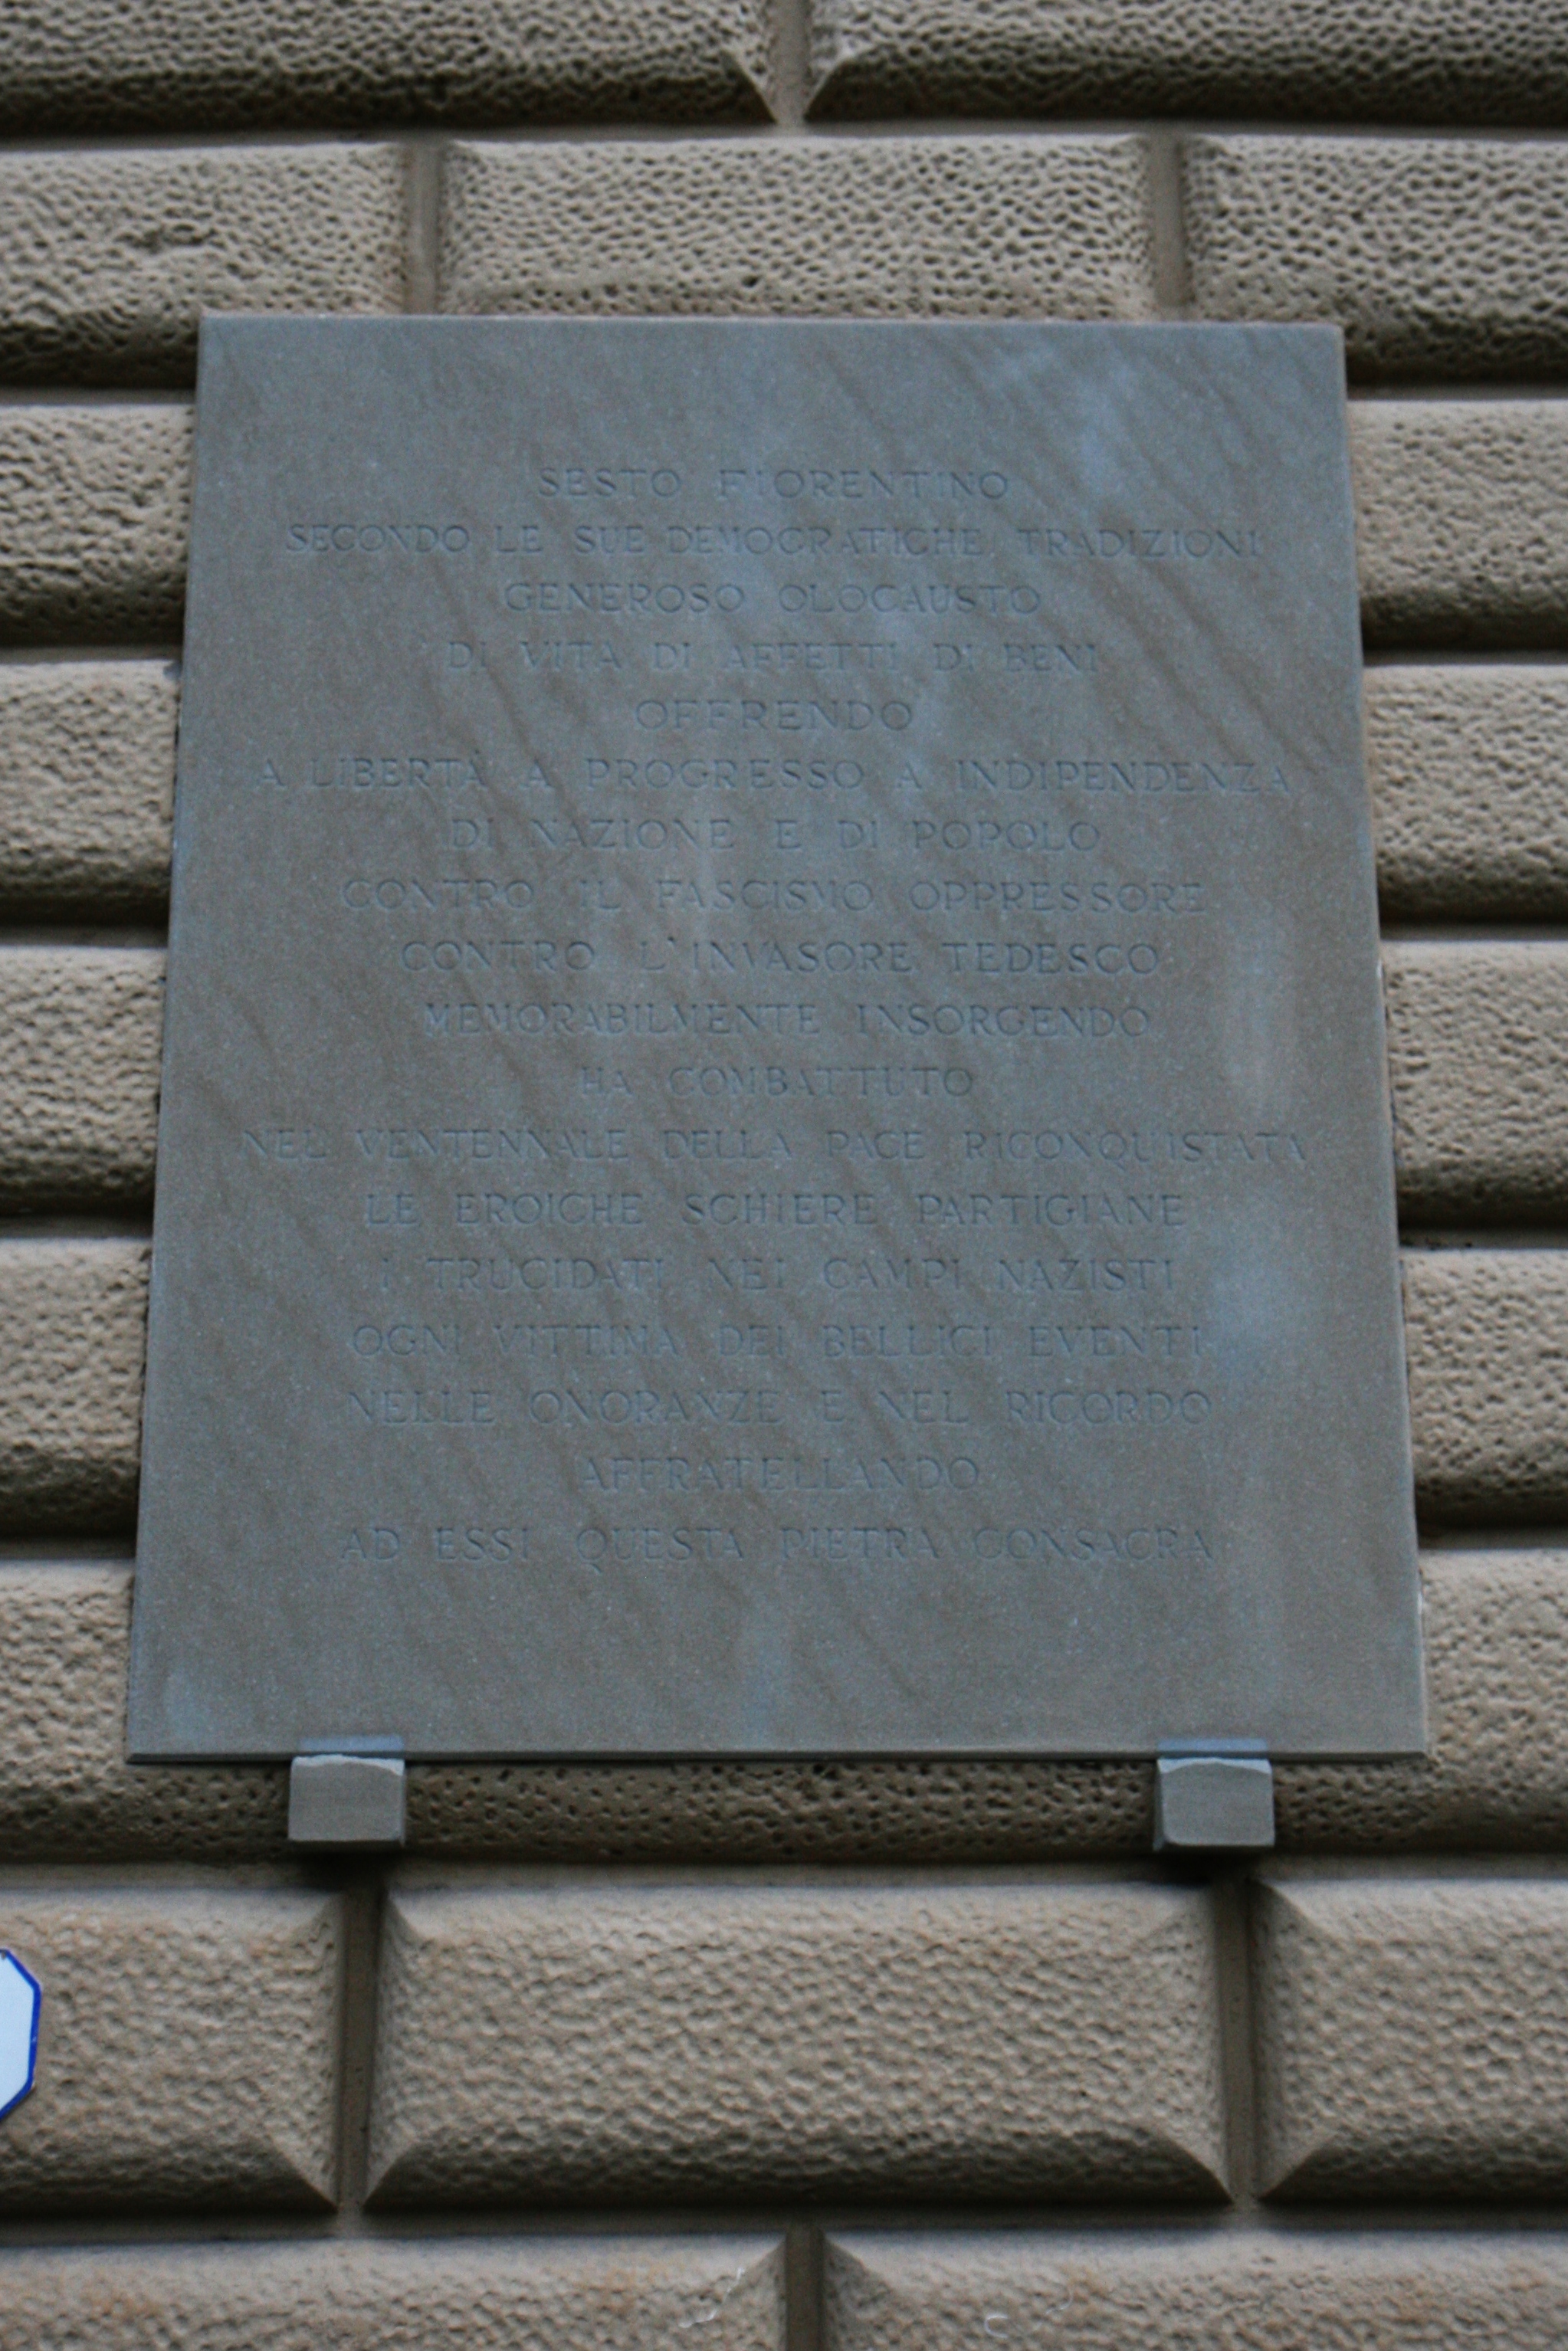 SESTO FIORENTINO
SECONDO LE SUE DEMOCRATICHE TRADIZIONI
GENEROSO OLOCAUSTO
DI VITA DI AFFETTI DI BENI
OFFRENDO
A LIBERTÀ A PROGRESSO A INDIPENDENZA
DI NAZIONE E DI POPOLO
CONTRO IL FASCISMO OPPRESSORE
CONTRO L'INVASORE TEDESCO
MEMORABILMENTE INSORGENDO
HA COMBATTUTO
NEL VENTENNALE DELLA PACE RICONQUISTATA
LE EROICHE SCHIERE PARTIGIANE
I TRUCIDATI NEI CAMPI NAZISTI
OGNI VITTIMA DEI BELLICI EVENTI
NELLE ONORANZE E NEL RICORDO
AFFRATELLANDO
AD ESSI QUESTA PIETRA CONSACRA